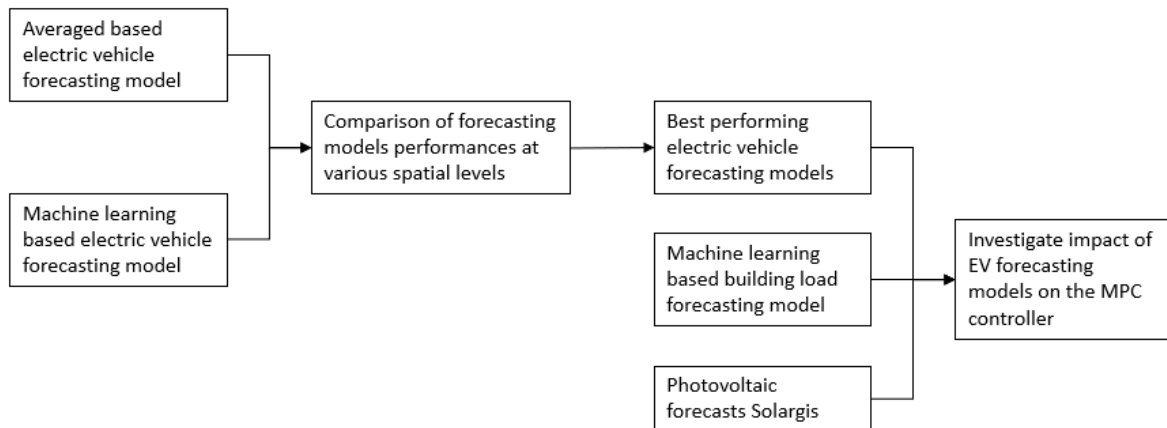 Averaged based
electric vehicle
forecasting model
Machine learning
based electric vehicle
forecasting model
Comparison of forecasting
models performances at
various spatial levels
Best performing
electric vehicle
forecasting models
Machine learning
based building load
forecasting model
Photovoltaic
forecasts Solargis
Investigate impact of
EV forecasting
models on the MPC
controller